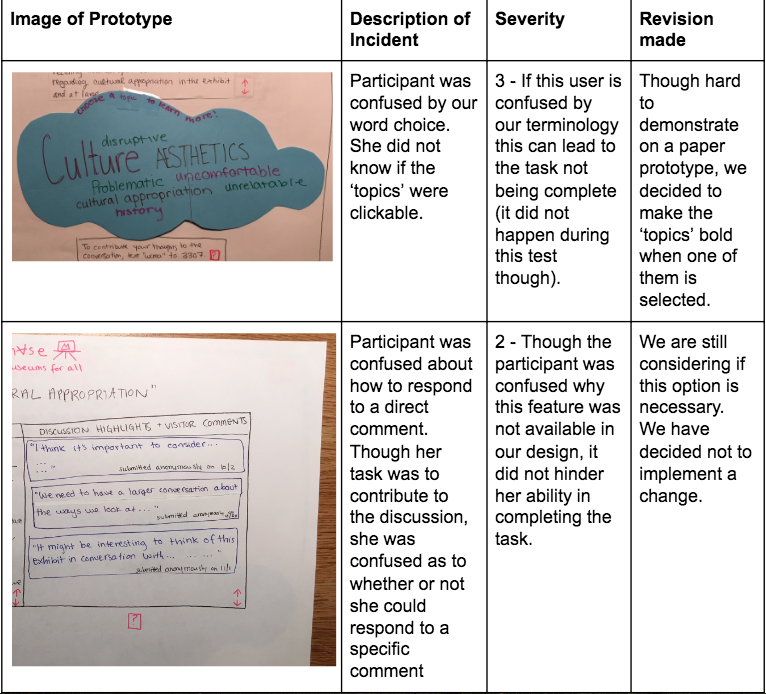 Image of Prototype
Description of
Incident
Severity
Revision
made
regarding cultural appropriation in the exhibit
and at large
choose a topic to learn more!
disruptive
Culture AESTHETICS
Problematic uncomfortable
cultural appropriation unrelatable
history
To contribute your thoughts to the
conversation, text "women" to 3307. ?
Participant was
confused by our
word choice.
She did not
know if the
‘topics’ were
clickable.
3 - If this user is
confused by
our terminology
this can lead to
the task not
being complete
(it did not
happen during
this test
though).
Though hard
to
demonstrate
on a paper
prototype, we
decided to
make the
‘topics’ bold
when one of
them is
selected.
M
useums for all
RAL APPROPRIATION"
DISCUSSION HIGHLIGHTS + VISITOR COMMENTS
"I think it's important to consider...
... "
submitted anonymously on 10/2
"We need to have a larger conversation about
the ways we look at .... "
submitted anonymously
"It might be interesting to think of this
Exhibit in conversation with... ...... "
submitted anonymously on 11/1
?
Participant was
confused about
how to respond
to a direct
comment.
Though her
task was to
contribute to
the discussion,
she was
confused as to
whether or not
she could
respond to a
specific
comment
2 - Though the
participant was
confused why
this feature was
not available in
our design, it
did not hinder
her ability in
completing the
task.
We are still
considering if
this option is
necessary.
We have
decided not to
implement a
change.